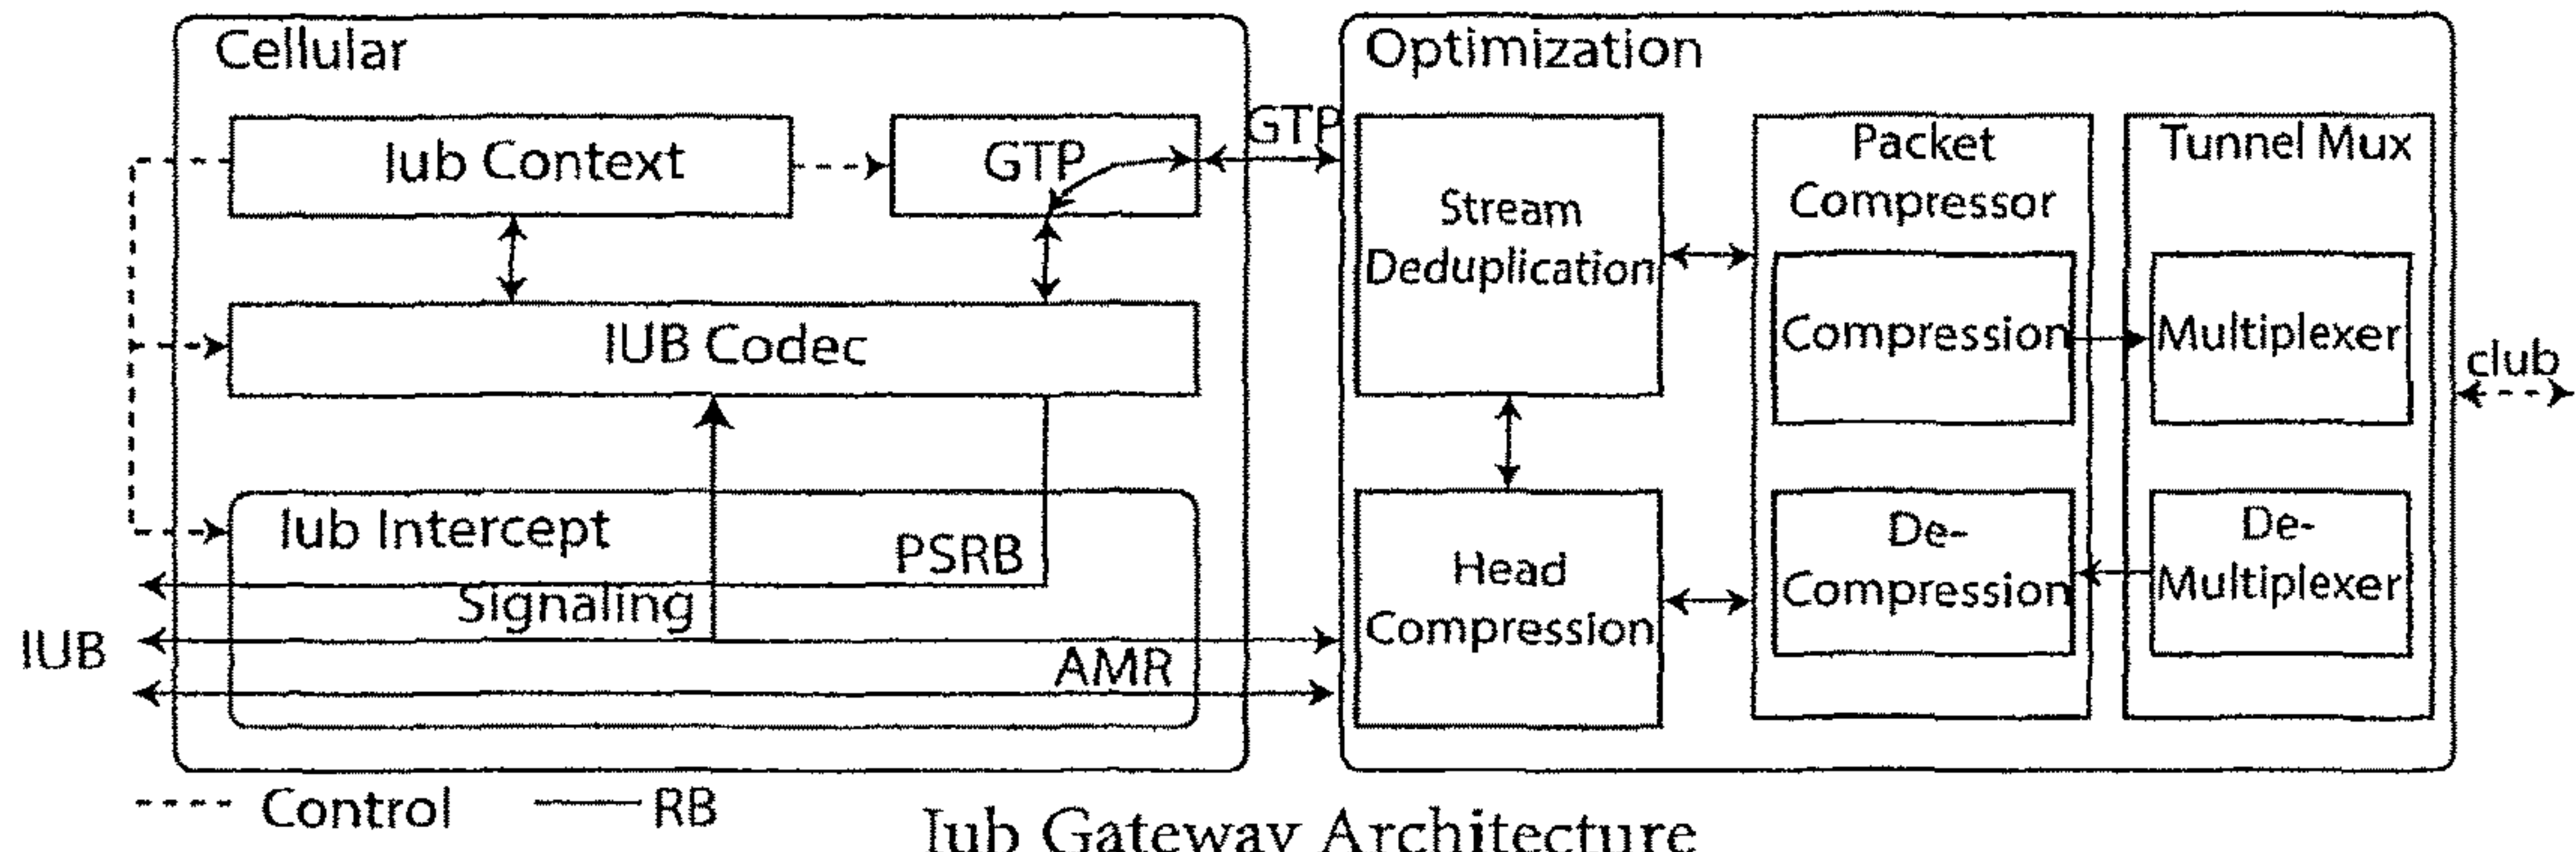 Cellular
Iub Context
GTP
IUB Codec
Iub Intercept
PSRB
Signaling
AMR
IUB
GTP
Optimization
Stream
Deduplication
Head
Compression
Packet
Compressor
Compression
De-
Compression
Tunnel Mux
Multiplexer
De-
Multiplexer
club
Control
RB
Iub Gateway Architecture